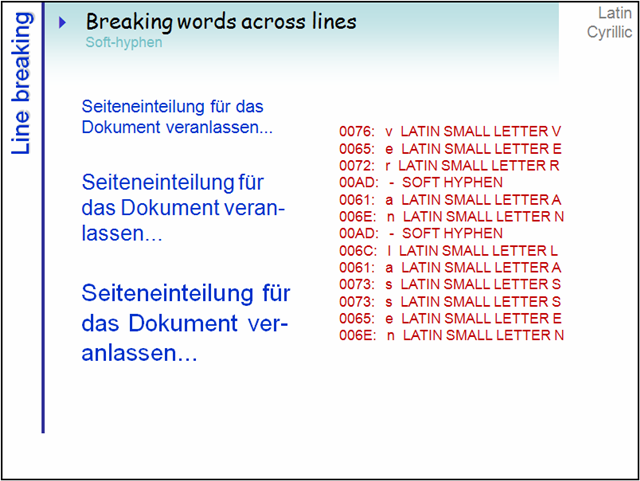 Line breaking
Breaking words across lines
Soft-hyphen
Latin
Cyrillic
Seiteneinteilung für das
Dokument veranlassen...
Seiteneinteilung für
das Dokument veran-
lassen...
Seiteneinteilung für
das Dokument ver-
anlassen...
0076: v LATIN SMALL LETTER V
0065: e LATIN SMALL LETTER E
0072: r LATIN SMALL LETTER R
00AD: - SOFT HYPHEN
0061: a LATIN SMALL LETTER A
006E: n LATIN SMALL LETTER N
00AD: - SOFT HYPHEN
006C: l LATIN SMALL LETTER L
0061: a LATIN SMALL LETTER A
0073: s LATIN SMALL LETTER S
0073: s LATIN SMALL LETTER S
0065: e LATIN SMALL LETTER E
006E: n LATIN SMALL LETTER N